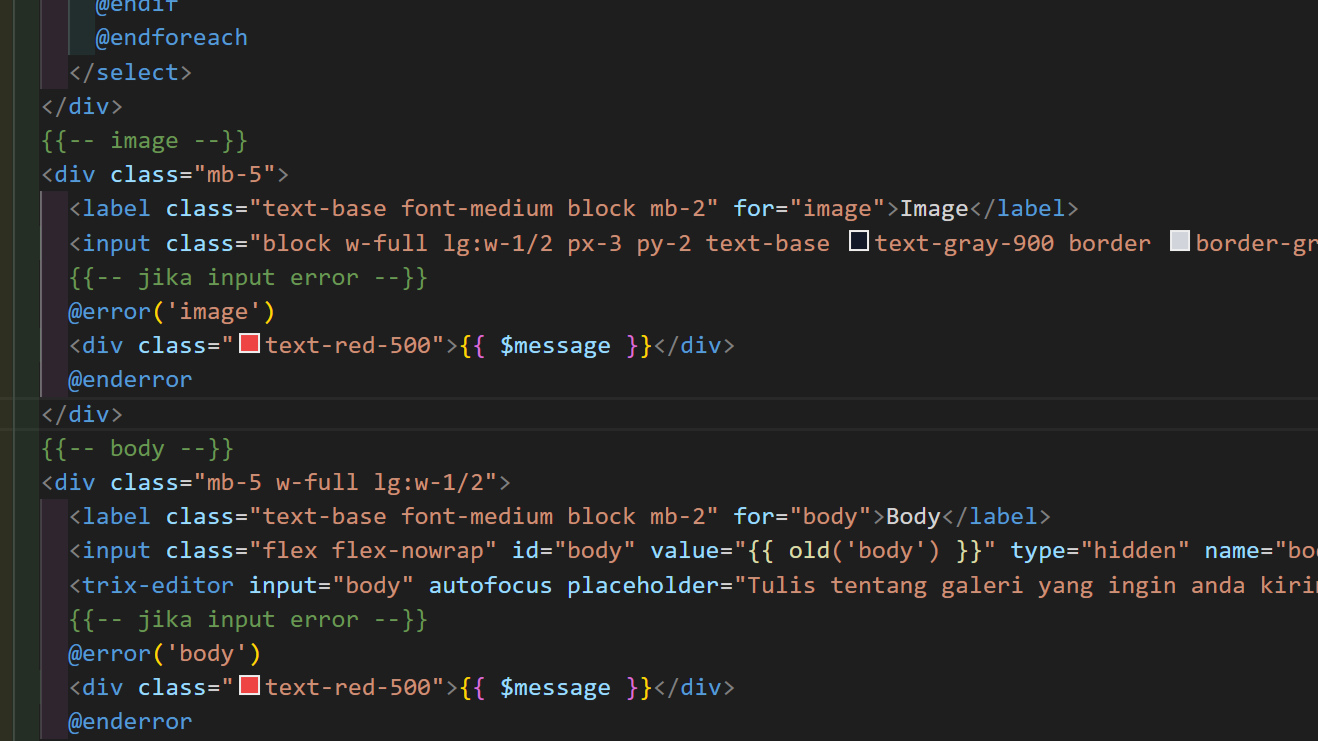 @endif
@endforeach
</select>
</div>
{{-- image --}}
<div class="mb-5">
<label class="text-base font-medium block mb-2" for="image">Image</label>
<input class="block w-full lg:w-1/2 px-3 py-2 text-base text-gray-900 border border-gr
{{-- jika input error --}}
@error('image')
<div class="text-red-500">{{ $message }}</div>
@enderror
</div>
{{-- body --}}
<div class="mb-5 w-full lg:w-1/2">
<label class="text-base font-medium block mb-2" for="body">Body</label>
<input class="flex flex-nowrap" id="body" value="{{ old('body') }}" type="hidden" name="bo
<trix-editor input="body" autofocus placeholder="Tulis tentang galeri yang ingin anda kiri
{{-- jika input error --}}
@error('body')
<div class="text-red-500">{{ $message }}</div>
@enderror